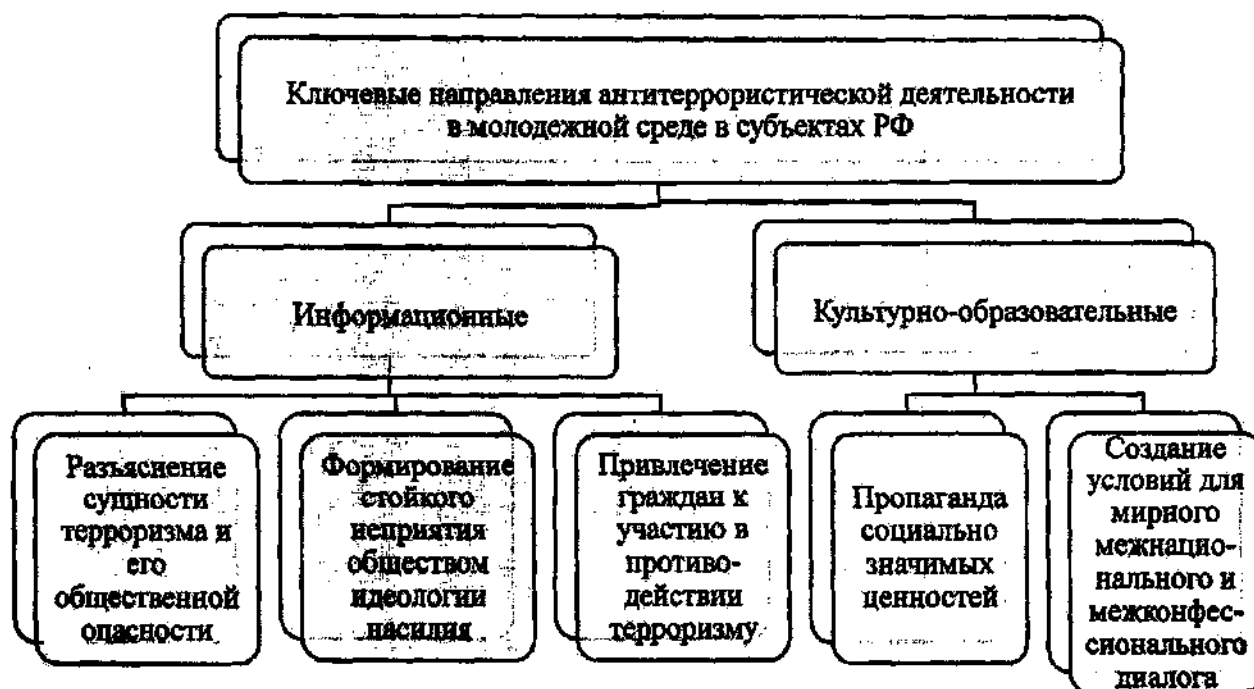 Ключевые направления антитеррористической деятельности
в молодежной среде в субъектах РФ
Информационные
Культурно-образовательные
Разъяснение
сущности
терроризма и
его
общественной
опасности
Формирование
стойкого
неприятия
обществом
идеологии
насилия
Привлечение
граждан к
участию в
противо-
действии
терроризму
Пропаганда
социально
значимых
ценностей
Создание
условий для
мирного
межнацио-
нального и
межконфес-
сионального
диалога